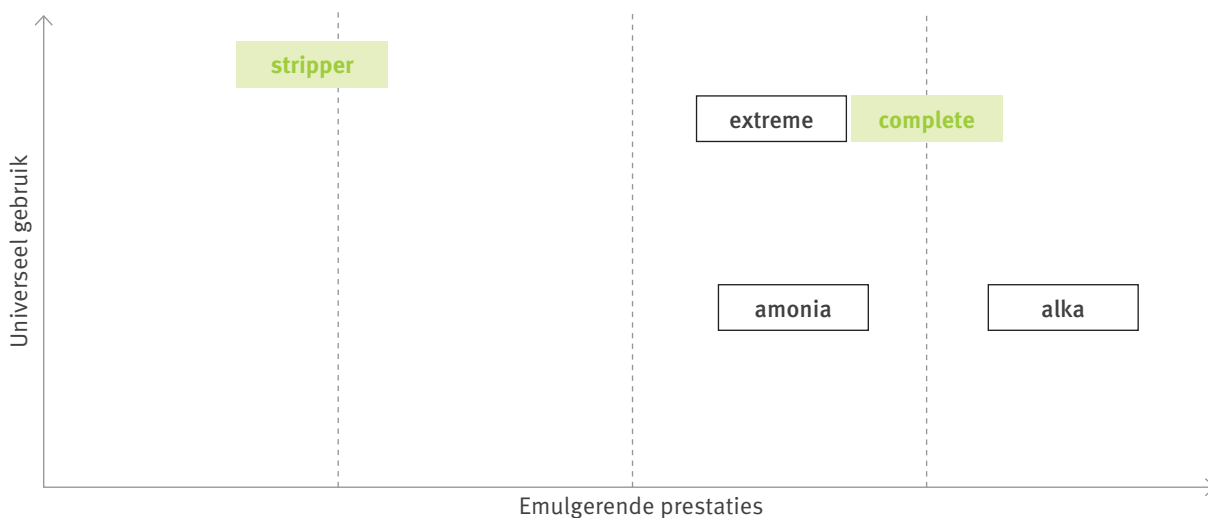 stripper
extreme
complete
Universeel gebruik
amonia
alka
Emulgerende prestaties